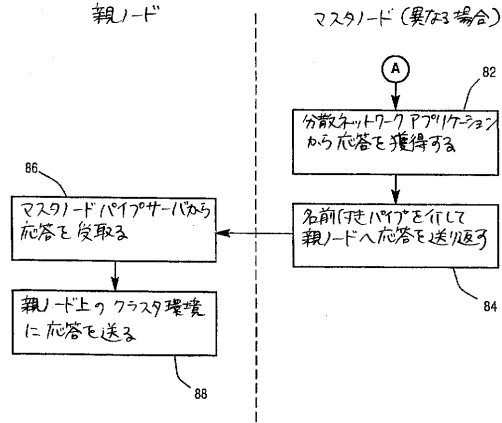 親ノード
マスタノード(異なる場合)
A
82
分散ネットワークアプリケーション
から応答を獲得する
86
マスタノードパイプサーバから
応答を受取る
名前付きパイプを介して
親ノードへ応答を送り返す
84
親ノード上のクラスタ環境
に応答を送る
88